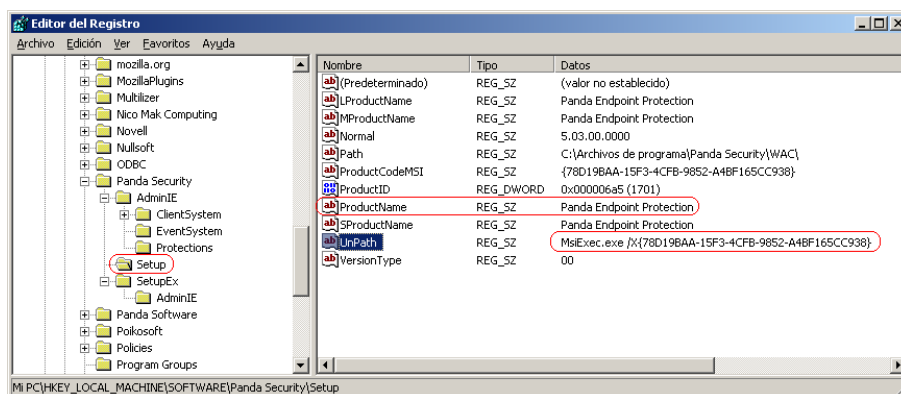 Editor del Registro
Archivo Edición Ver Favoritos Ayuda
mozilla.org
MozillaPlugins
Multilizer
Nico Mak Computing
Novell
Nullsoft
ODBC
Panda Security
AdminIE
ClientSystem
EventSystem
Protections
Setup
SetupEx
AdminIE
Panda Software
Poikosoft
Policies
Program Groups
Nombre Tipo Datos
(Predeterminado) REG_SZ (valor no establecido)
LProductName REG_SZ Panda Endpoint Protection
MProductName REG_SZ Panda Endpoint Protection
Normal REG_SZ 5.03.00.0000
Path REG_SZ C:\Archivos de programa\Panda Security\WAC\
ProductCodeMSI REG_SZ {78D19BAA-15F3-4CFB-9852-A4BF165CC938}
ProductID REG_DWORD 0x000006a5 (1701)
ProductName REG_SZ Panda Endpoint Protection
SProductName REG_SZ Panda Endpoint Protection
UnPath REG_SZ MsiExec.exe /X{78D19BAA-15F3-4CFB-9852-A4BF165CC938}
VersionType REG_SZ 00
Mi PC\HKEY_LOCAL_MACHINE\SOFTWARE\Panda Security\Setup